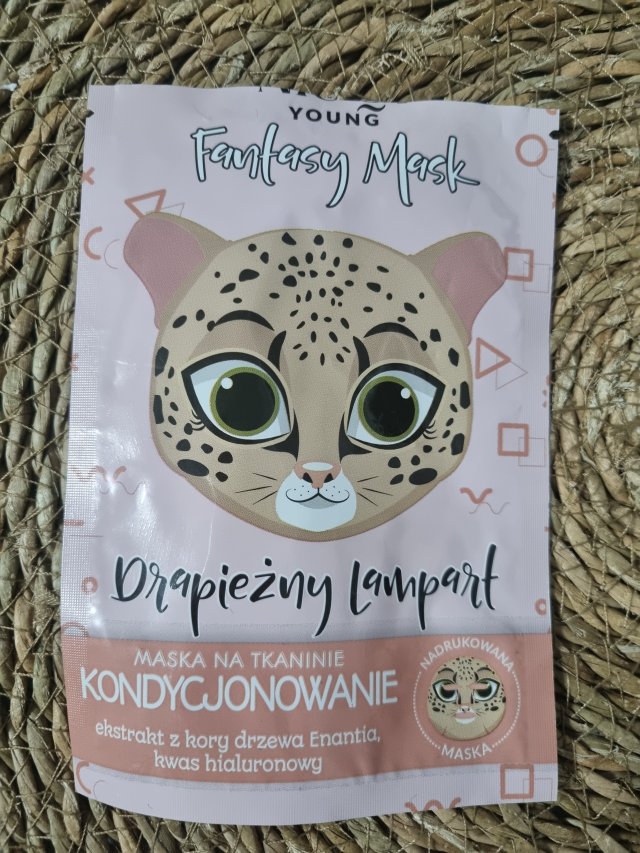 YOUNG
Fantasy Mask
Drapieżny Lampart
MASKA NA TKANINIE
KONDYCJONOWANIE
ekstrakt z kory drzewa Enantia,
kwas hialuronowy
NADRUKOWANA
MASKA